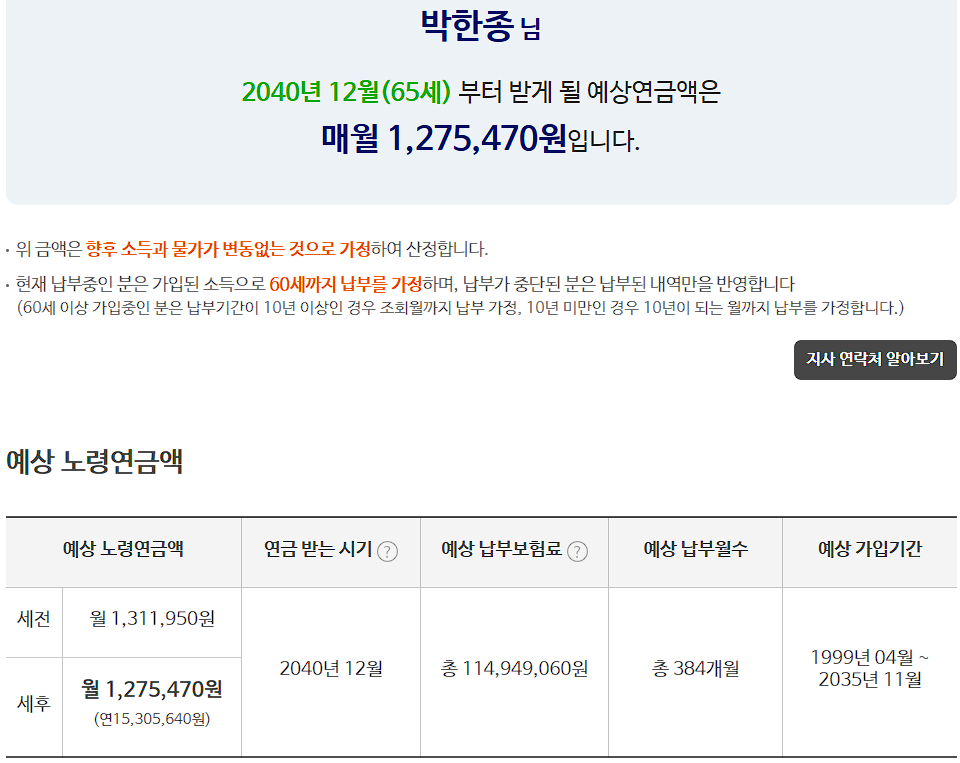 박한종 님
2040년 12월(65세) 부터 받게 될 예상연금액은
매월 1,275,470원입니다.
· 위 금액은 향후 소득과 물가가 변동없는 것으로 가정하여 산정합니다.
· 현재 납부중인 분은 가입된 소득으로 60세까지 납부를 가정하며, 납부가 중단된 분은 납부된 내역만을 반영합니다
(60세 이상 가입중인 분은 납부기간이 10년 이상인 경우 조회월까지 납부 가정, 10년 미만인 경우 10년이 되는 월까지 납부를 가정합니다.)
지사 연락처 알아보기
예상 노령연금액
예상 노령연금액 연금 받는 시기 ? 예상 납부보험료 ? 예상 납부월수 예상 가입기간
세전 월 1,311,950원
2040년 12월 총 114,949,060원 총 384개월 1999년 04월 ~
2035년 11월
세후 월 1,275,470원
(연15,305,640원)